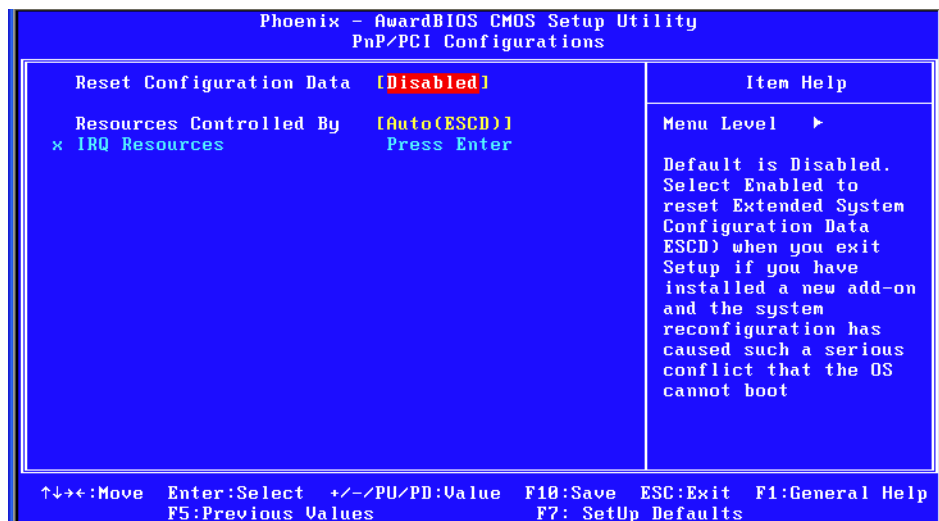 Phoenix - AwardBIOS CMOS Setup Utility
PnP/PCI Configurations
Reset Configuration Data [Disabled]
Resources Controlled By [Auto(ESCD)]
x IRQ Resources Press Enter
Item Help
Menu Level ►
Default is Disabled.
Select Enabled to
reset Extended System
Configuration Data
ESCD) when you exit
Setup if you have
installed a new add-on
and the system
reconfiguration has
caused such a serious
conflict that the OS
cannot boot
↑↓→←:Move Enter:Select +/-/PU/PD:Value F10:Save ESC:Exit F1:General Help
F5:Previous Values F7: SetUp Defaults